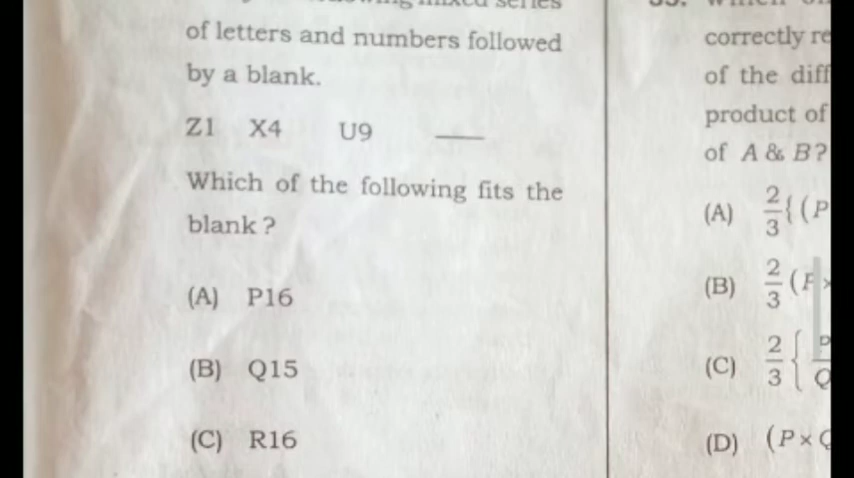 series
of letters and numbers followed
by a blank.
Z1 X4 U9 ___
Which of the following fits the
blank ?
(A) P16
(B) Q15
(C) R16
correctly
of the
product of
of A & B?
(A) 2/3 {(P
(B) 2/3 (
(C) 2/3 {
(D) (P×